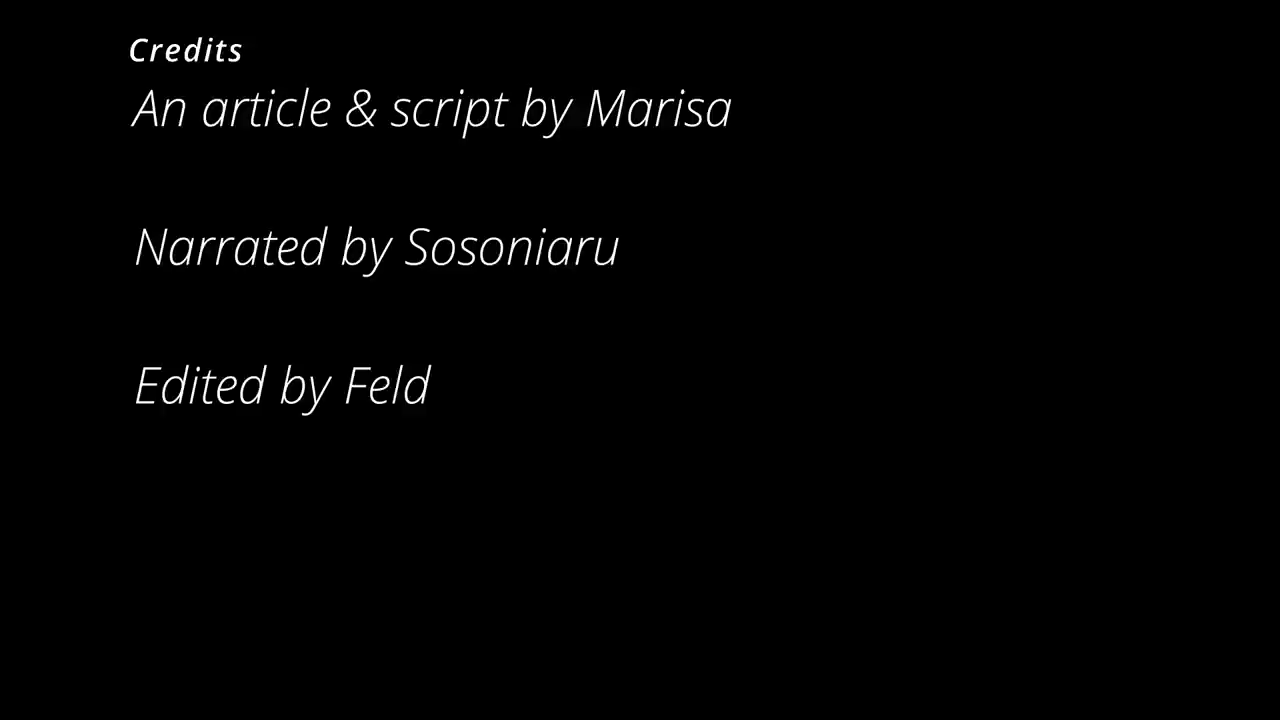 Credits
An article & script by Marisa
Narrated by Sosoniaru
Edited by Feld